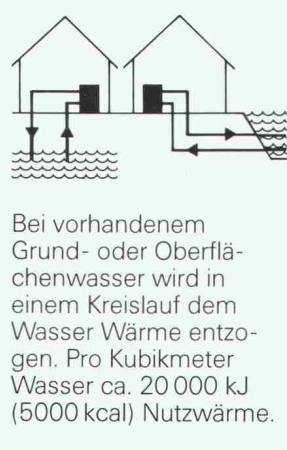 Bei vorhandenem
Grund- oder Oberflä-
chenwasser wird in
einem Kreislauf dem
Wasser Wärme entzo-
gen. Pro Kubikmeter
Wasser ca. 20 000 kJ
(5000 kcal) Nutzwärme.